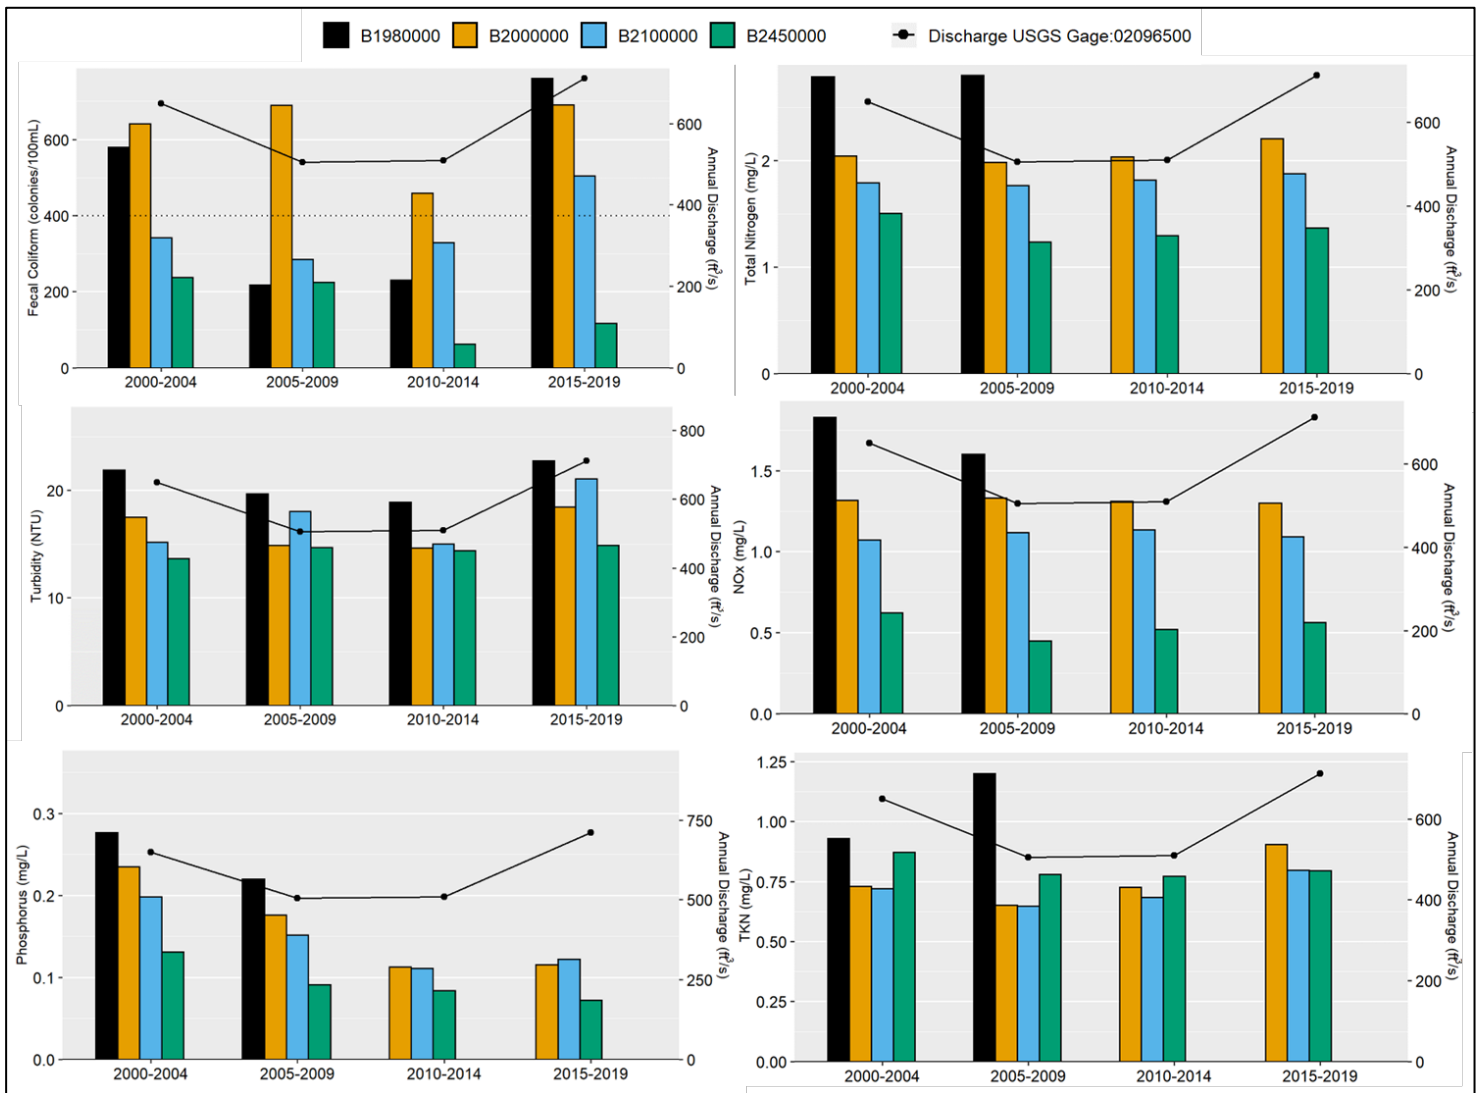 B1980000 B2000000 B2100000 B2450000 Discharge USGS Gage:02096500
Fecal Coliform (colonies/100mL)
600
400
200
0
600
400
200
0
Annual Discharge (ft³/s)
2000-2004 2005-2009 2010-2014 2015-2019
Total Nitrogen (mg/L)
2
1
0
600
400
200
0
Annual Discharge (ft³/s)
2000-2004 2005-2009 2010-2014 2015-2019
Turbidity (NTU)
20
10
0
800
600
400
200
0
Annual Discharge (ft³/s)
2000-2004 2005-2009 2010-2014 2015-2019
NOx (mg/L)
1.5
1.0
0.5
0.0
600
400
200
0
Annual Discharge (ft³/s)
2000-2004 2005-2009 2010-2014 2015-2019
Phosphorus (mg/L)
0.3
0.2
0.1
0.0
750
500
250
0
Annual Discharge (ft³/s)
2000-2004 2005-2009 2010-2014 2015-2019
TKN (mg/L)
1.25
1.00
0.75
0.50
0.25
0.00
600
400
200
0
Annual Discharge (ft³/s)
2000-2004 2005-2009 2010-2014 2015-2019